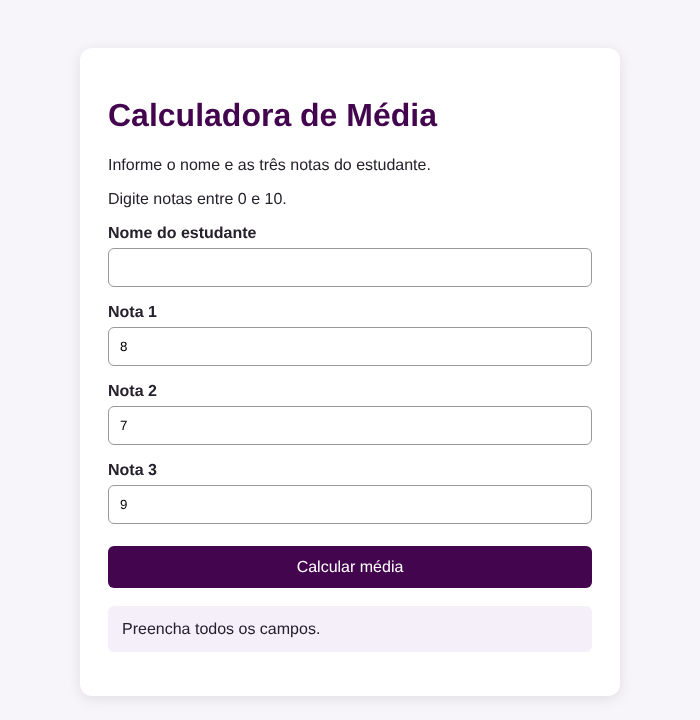 Calculadora de Média
Informe o nome e as três notas do estudante.
Digite notas entre 0 e 10.
Nome do estudante
Nota 1
8
Nota 2
7
Nota 3
9
Calcular média
Preencha todos os campos.